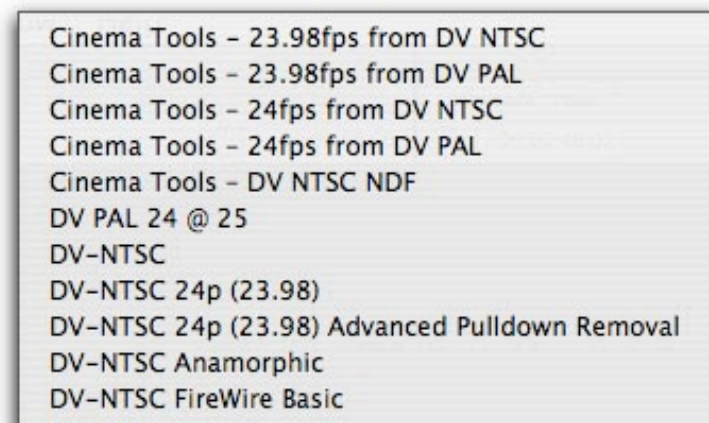 Cinema Tools – 23.98fps from DV NTSC
Cinema Tools – 23.98fps from DV PAL
Cinema Tools – 24fps from DV NTSC
Cinema Tools – 24fps from DV PAL
Cinema Tools – DV NTSC NDF
DV PAL 24 @ 25
DV–NTSC
DV–NTSC 24p (23.98)
DV–NTSC 24p (23.98) Advanced Pulldown Removal
DV–NTSC Anamorphic
DV–NTSC FireWire Basic